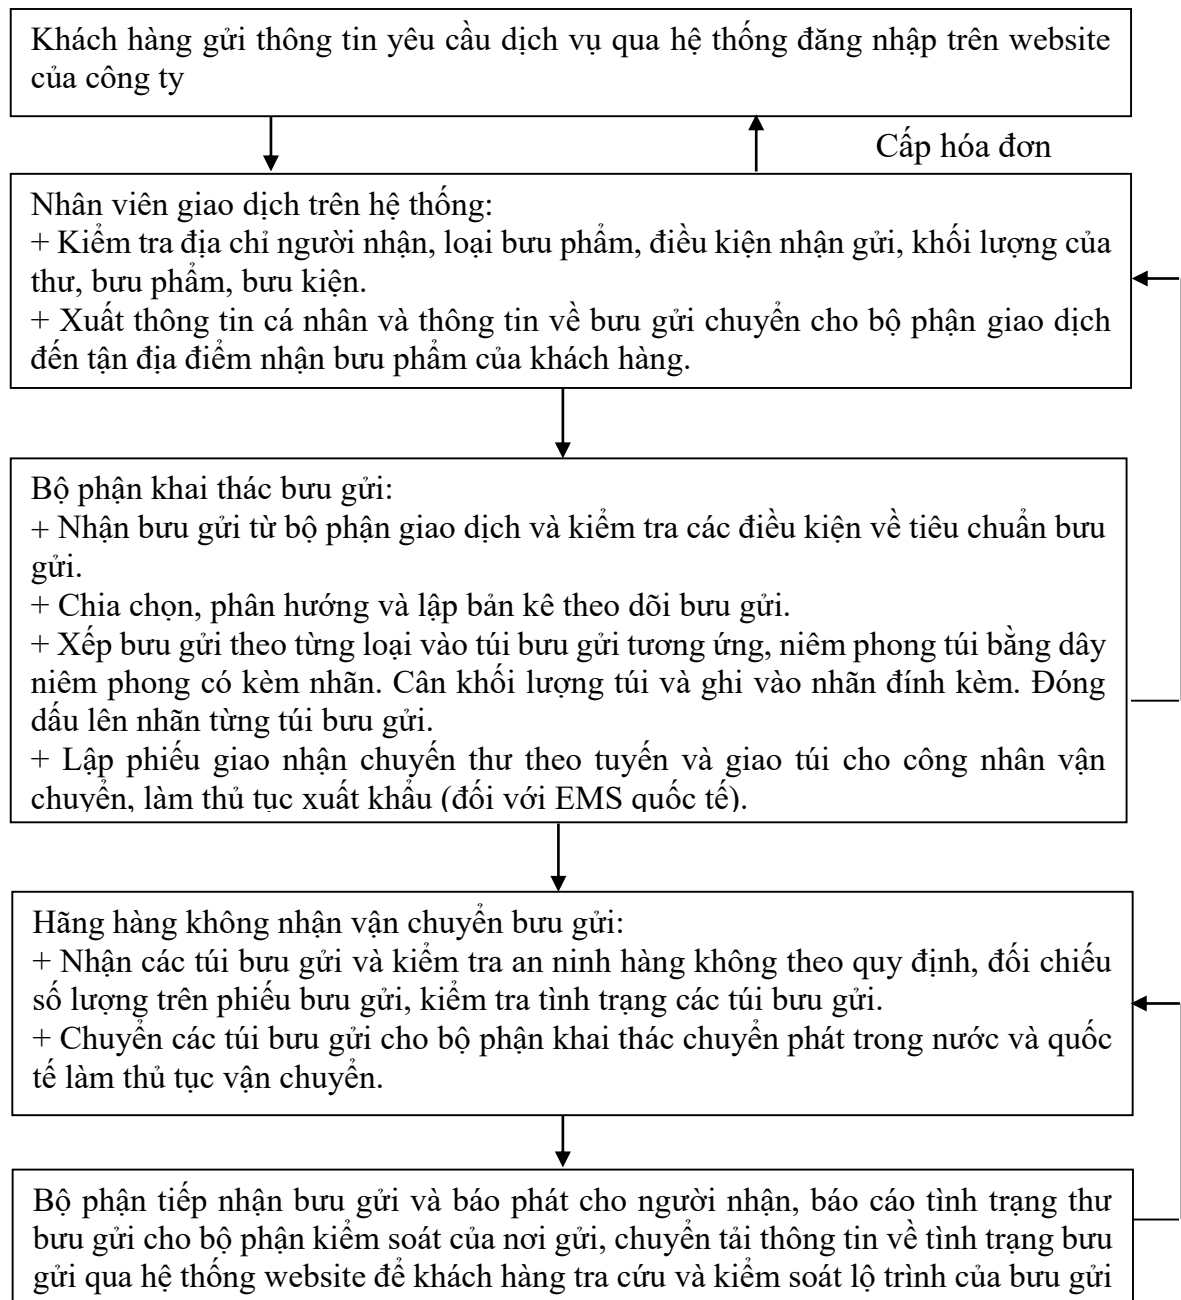 Khách hàng gửi thông tin yêu cầu dịch vụ qua hệ thống đăng nhập trên website
của công ty
Cấp hóa đơn
Nhân viên giao dịch trên hệ thống:
+ Kiểm tra địa chỉ người nhận, loại bưu phẩm, điều kiện nhận gửi, khối lượng của
thư, bưu phẩm, bưu kiện.
+ Xuất thông tin cá nhân và thông tin về bưu gửi chuyển cho bộ phận giao dịch
đến tận địa điểm nhận bưu phẩm của khách hàng.
Bộ phận khai thác bưu gửi:
+ Nhận bưu gửi từ bộ phận giao dịch và kiểm tra các điều kiện về tiêu chuẩn bưu
gửi.
+ Chia chọn, phân hướng và lập bản kê theo dõi bưu gửi.
+ Xếp bưu gửi theo từng loại vào túi bưu gửi tương ứng, niêm phong túi bằng dây
niêm phong có kèm nhãn. Cân khối lượng túi và ghi vào nhãn đính kèm. Đóng
dấu lên nhãn từng túi bưu gửi.
+ Lập phiếu giao nhận chuyến thư theo tuyến và giao túi cho công nhân vận
chuyển, làm thủ tục xuất khẩu (đối với EMS quốc tế).
Hãng hàng không nhận vận chuyển bưu gửi:
+ Nhận các túi bưu gửi và kiểm tra an ninh hàng không theo quy định, đối chiếu
số lượng trên phiếu bưu gửi, kiểm tra tình trạng các túi bưu gửi.
+ Chuyển các túi bưu gửi cho bộ phận khai thác chuyển phát trong nước và quốc
tế làm thủ tục vận chuyển.
Bộ phận tiếp nhận bưu gửi và báo phát cho người nhận, báo cáo tình trạng thư
bưu gửi cho bộ phận kiểm soát của nơi gửi, chuyển tải thông tin về tình trạng bưu
gửi qua hệ thống website để khách hàng tra cứu và kiểm soát lộ trình của bưu gửi